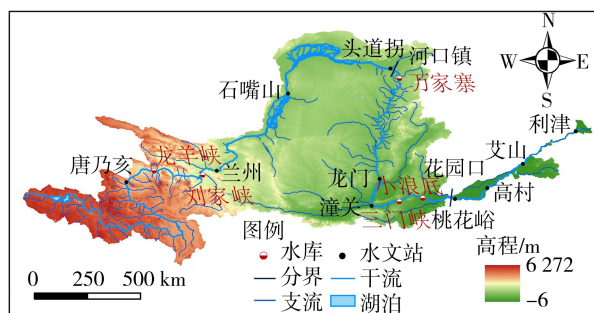 N
W E
S
头道拐 河口镇
万家寨
石嘴山
利津
龙羊峡
艾山
唐乃亥
兰州
龙门
花园口
小浪底
刘家峡
高村
潼关
三门峡
桃花峪
图例
水库 水文站
分界 干流
支流 湖泊
高程/m
6 272
-6
0 250 500 km